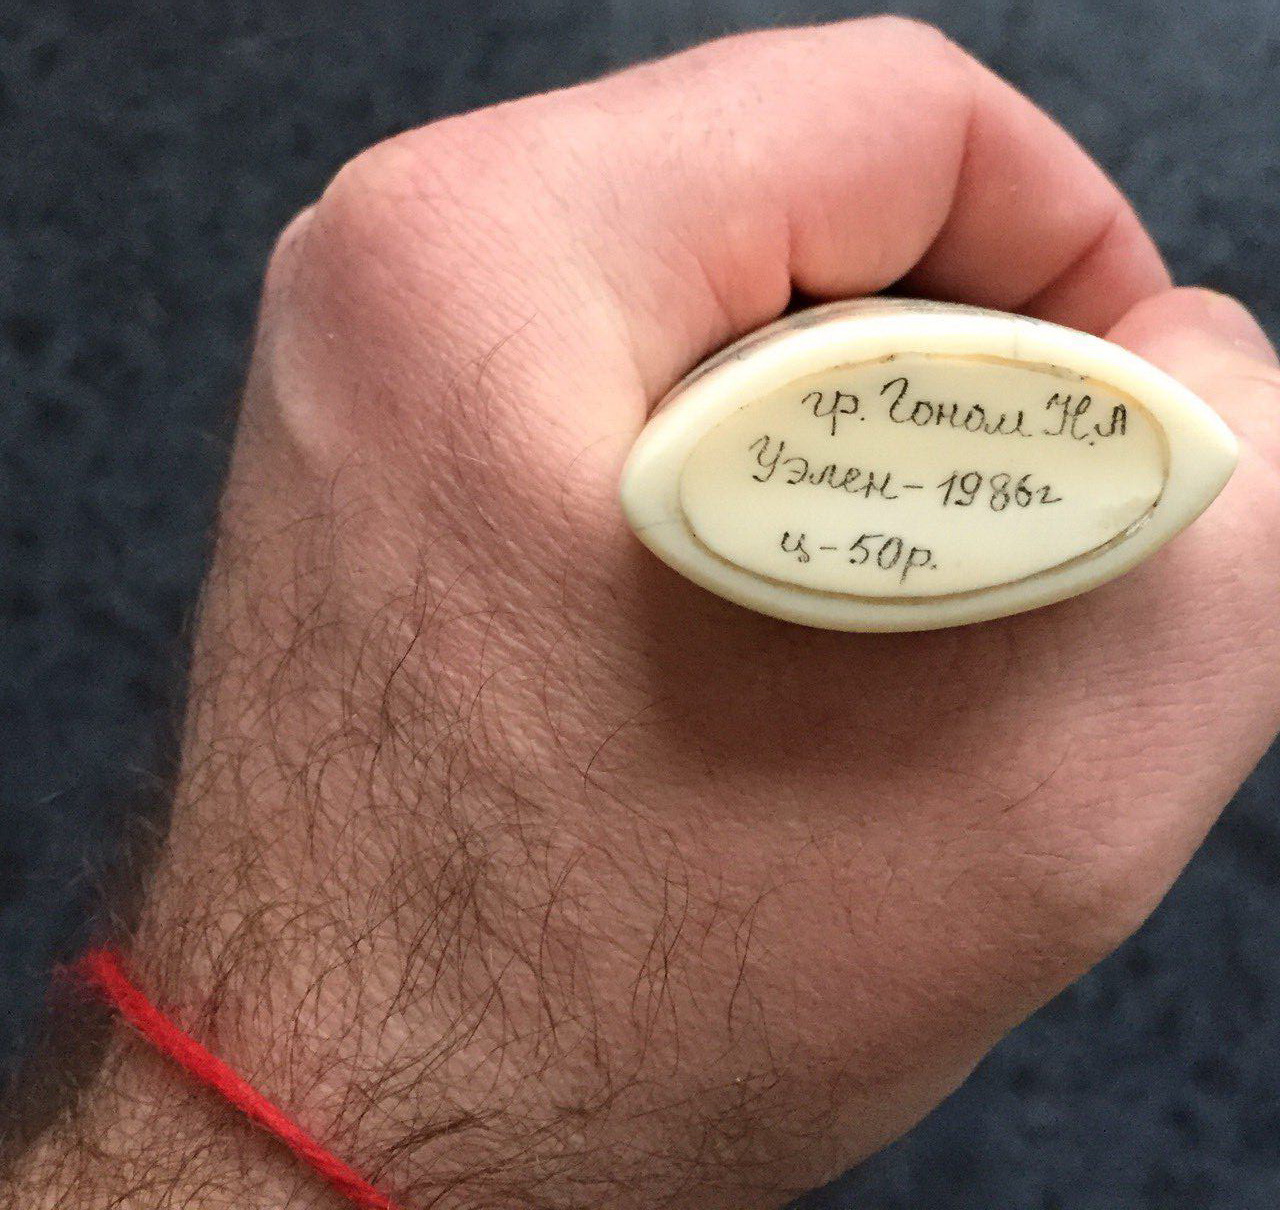 гр. Гоном Н.Л
Уэлен - 1986г
ц - 50р.